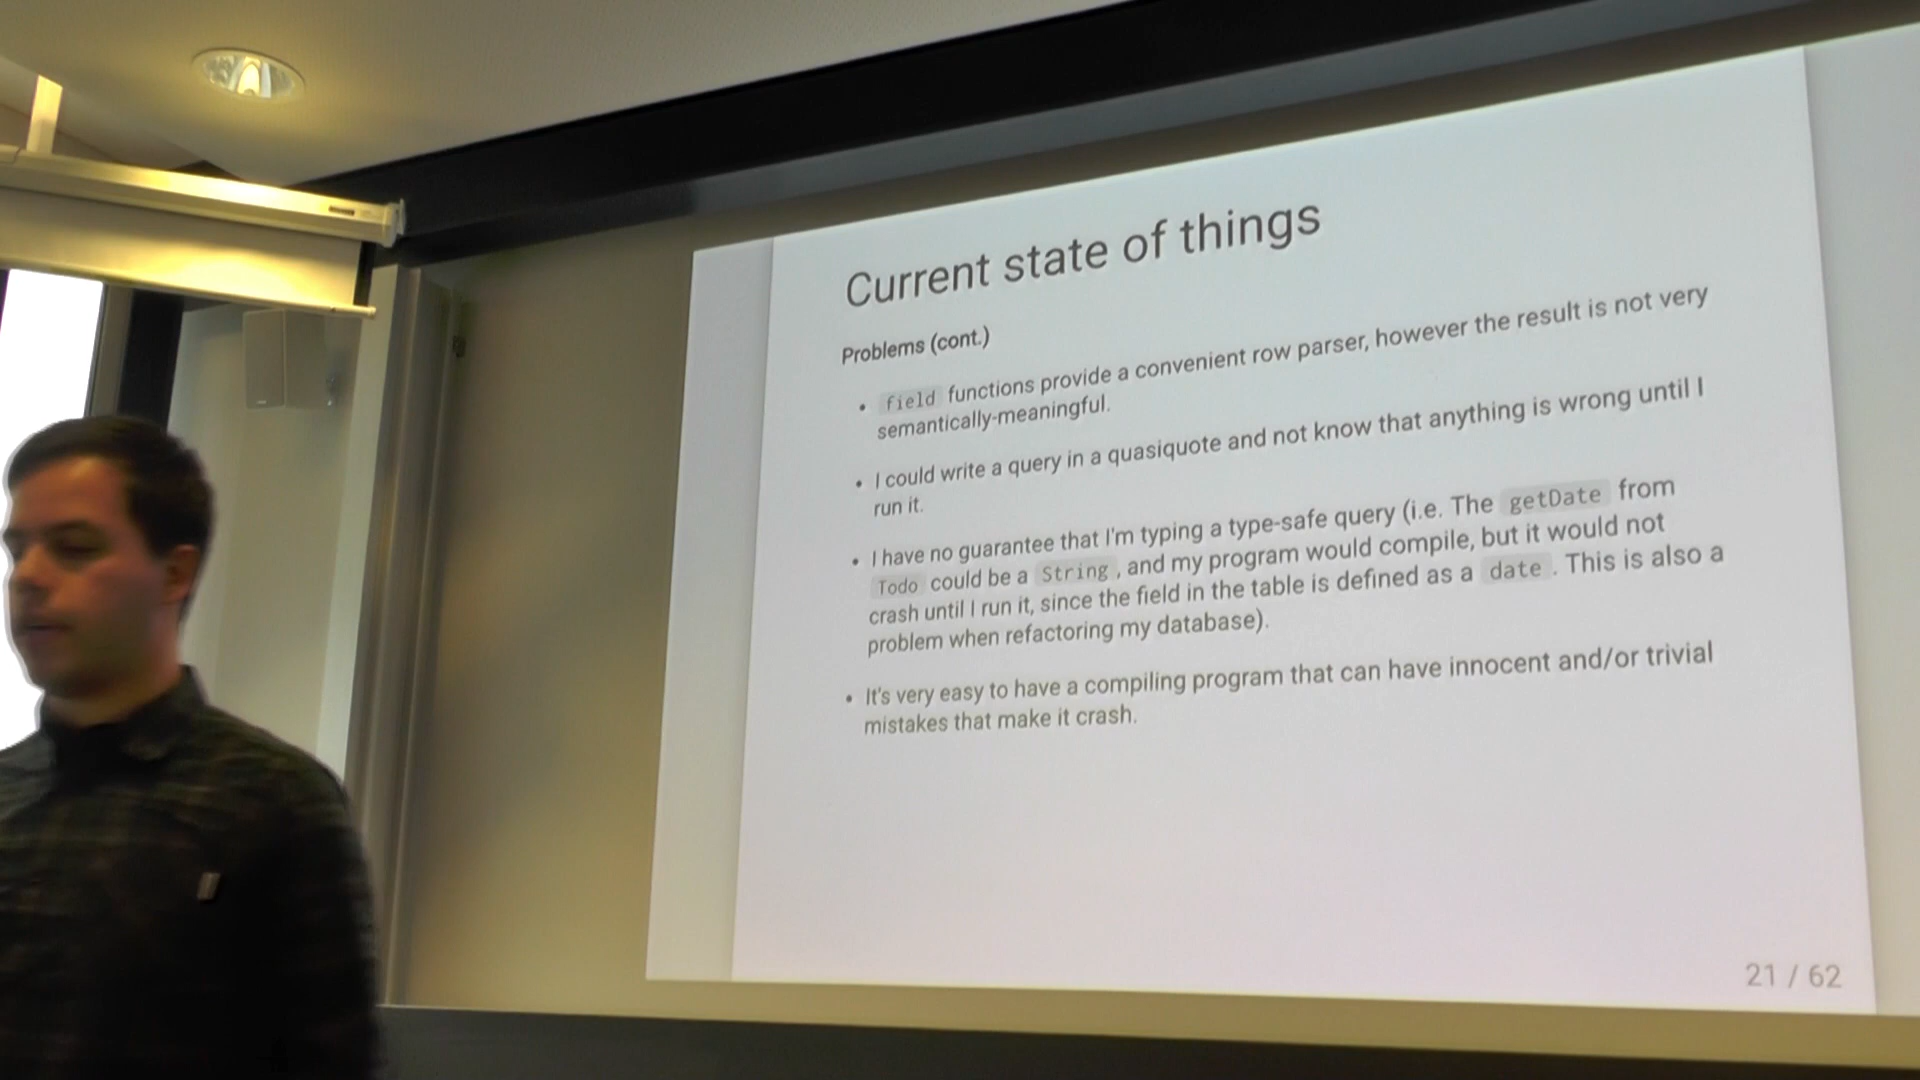 Current state of things
Problems (cont.)
• field functions provide a convenient row parser, however the result is not very
semantically-meaningful.
• I could write a query in a quasiquote and not know that anything is wrong until I
run it.
• I have no guarantee that I'm typing a type-safe query (i.e. The getDate from
Todo could be a String, and my program would compile, but it would not
crash until I run it, since the field in the table is defined as a date. This is also a
problem when refactoring my database).
• It's very easy to have a compiling program that can have innocent and/or trivial
mistakes that make it crash.
21 / 62